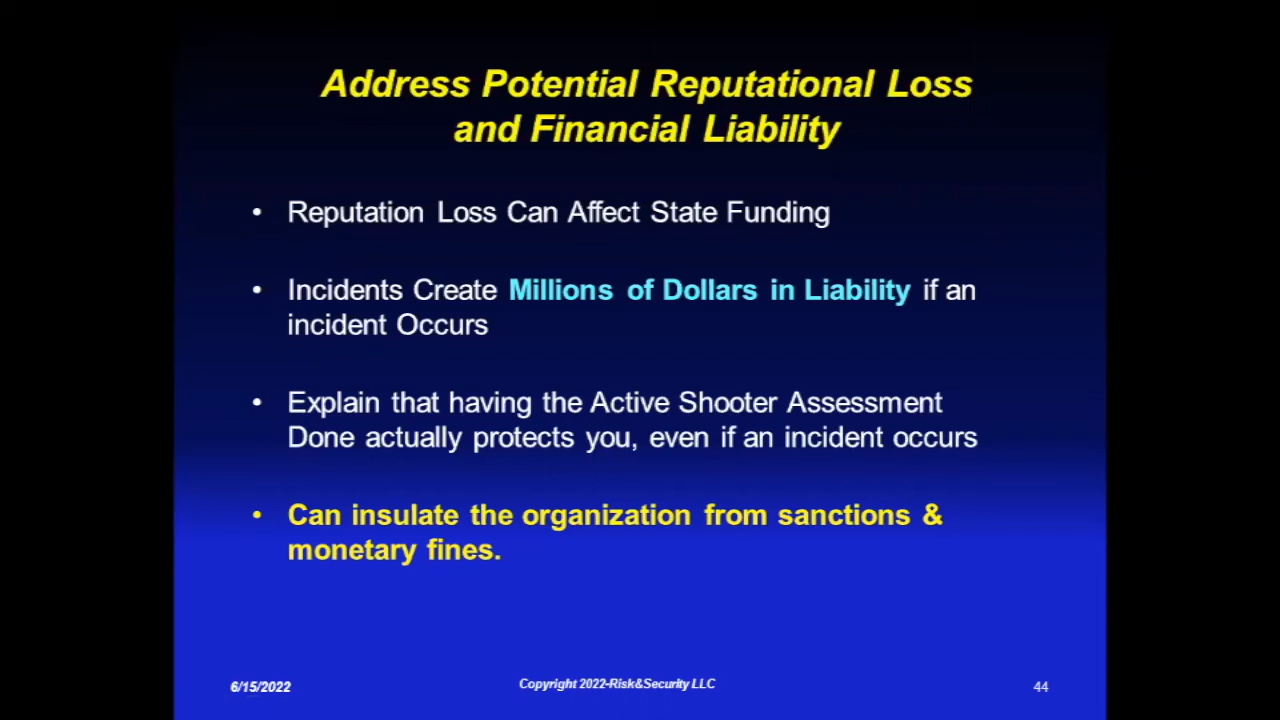 Address Potential Reputational Loss
and Financial Liability
• Reputation Loss Can Affect State Funding
• Incidents Create Millions of Dollars in Liability if an
incident Occurs
• Explain that having the Active Shooter Assessment
Done actually protects you, even if an incident occurs
• Can insulate the organization from sanctions &
monetary fines.
6/15/2022
Copyright 2022-Risk&Security LLC
44